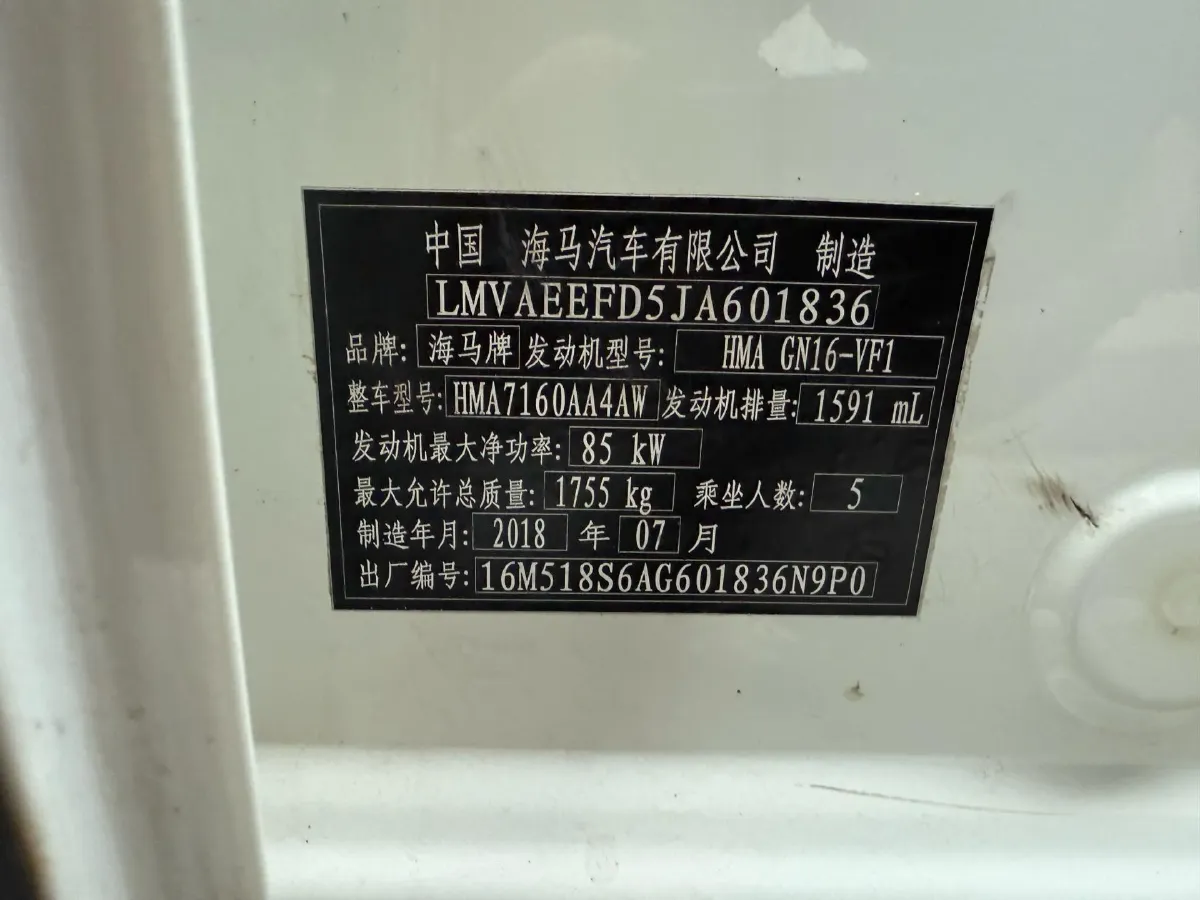 中国 海马汽车有限公司 制造
LMVAEEFD5JA601836
品牌: 海马牌 发动机型号: HMA GN16-VF1
整车型号: HMA7160AA4AW 发动机排量: 1591 mL
发动机最大净功率: 85 kW
最大允许总质量: 1755 kg 乘坐人数: 5
制造年月: 2018 年 07 月
出厂编号: 16M518S6AG601836N9P0